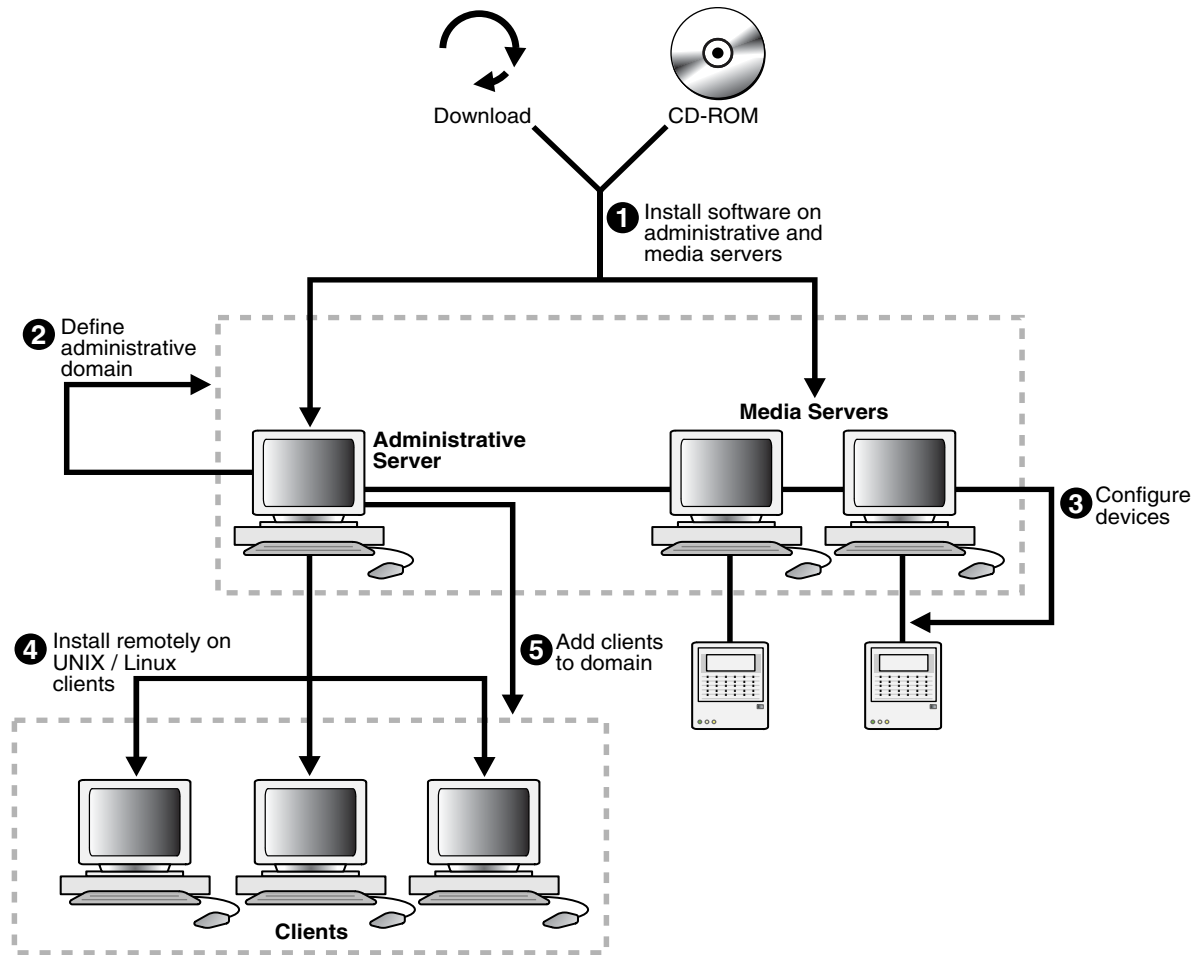 Download
CD-ROM
1 Install software on
administrative and
media servers
2 Define
administrative
domain
Media Servers
Administrative
Server
3 Configure
devices
4 Install remotely on
UNIX / Linux
clients
5 Add clients
to domain
Clients